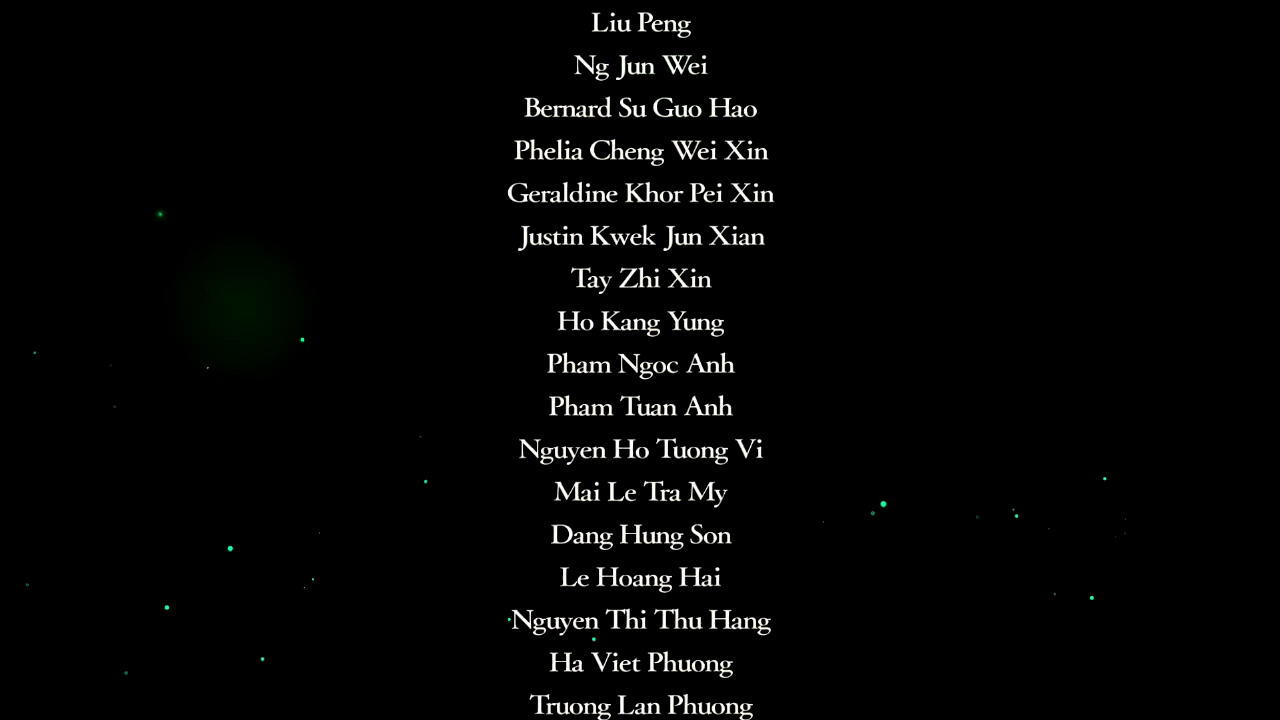 Liu Peng
Ng Jun Wei
Bernard Su Guo Hao
Phelia Cheng Wei Xin
Geraldine Khor Pei Xin
Justin Kwek Jun Xian
Tay Zhi Xin
Ho Kang Yung
Pham Ngoc Anh
Pham Tuan Anh
Nguyen Ho Tuong Vi
Mai Le Tra My
Dang Hung Son
Le Hoang Hai
Nguyen Thi Thu Hang
Ha Viet Phuong
Truong Lan Phuong